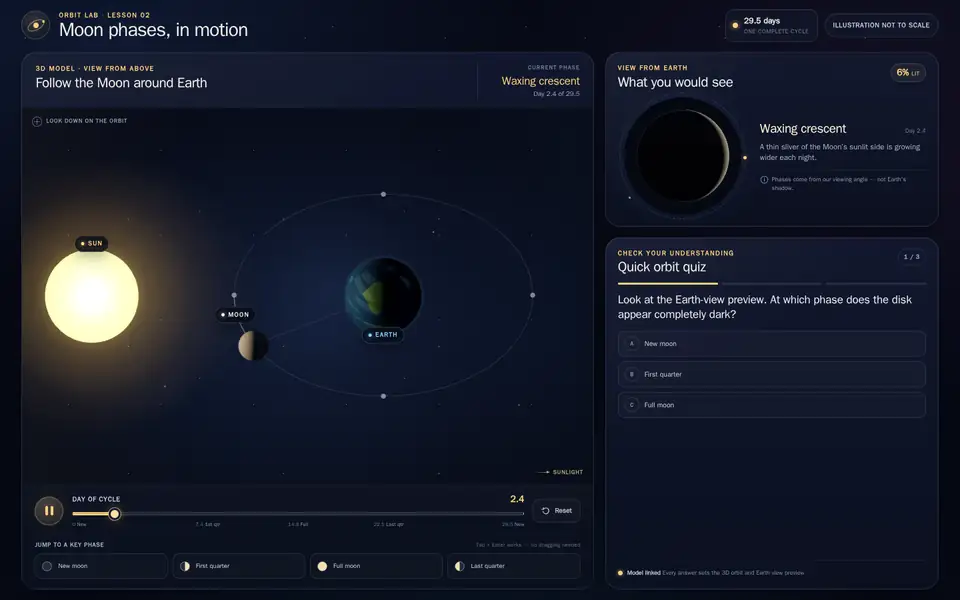 ORBIT LAB · LESSON 02
Moon phases, in motion
29.5 days
ONE COMPLETE CYCLE
ILLUSTRATION NOT TO SCALE
3D MODEL · VIEW FROM ABOVE
Follow the Moon around Earth
CURRENT PHASE
Waxing crescent
Day 2.4 of 29.5
LOOK DOWN ON THE ORBIT
SUN
MOON
EARTH
SUNLIGHT
DAY OF CYCLE
2.4
0 New
7.4 1st qtr
14.8 Full
22.1 Last qtr
29.5 New
Reset
JUMP TO A KEY PHASE
Tab + Enter works — no dragging needed
New moon
First quarter
Full moon
Last quarter
VIEW FROM EARTH
What you would see
6% LIT
Waxing crescent
Day 2.4
A thin sliver of the Moon's sunlit side is growing
wider each night.
Phases come from our viewing angle — not Earth's
shadow.
CHECK YOUR UNDERSTANDING
Quick orbit quiz
1 / 3
Look at the Earth-view preview. At which phase does the disk
appear completely dark?
A New moon
B First quarter
C Full moon
Model linked Every answer sets the 3D orbit and Earth view preview